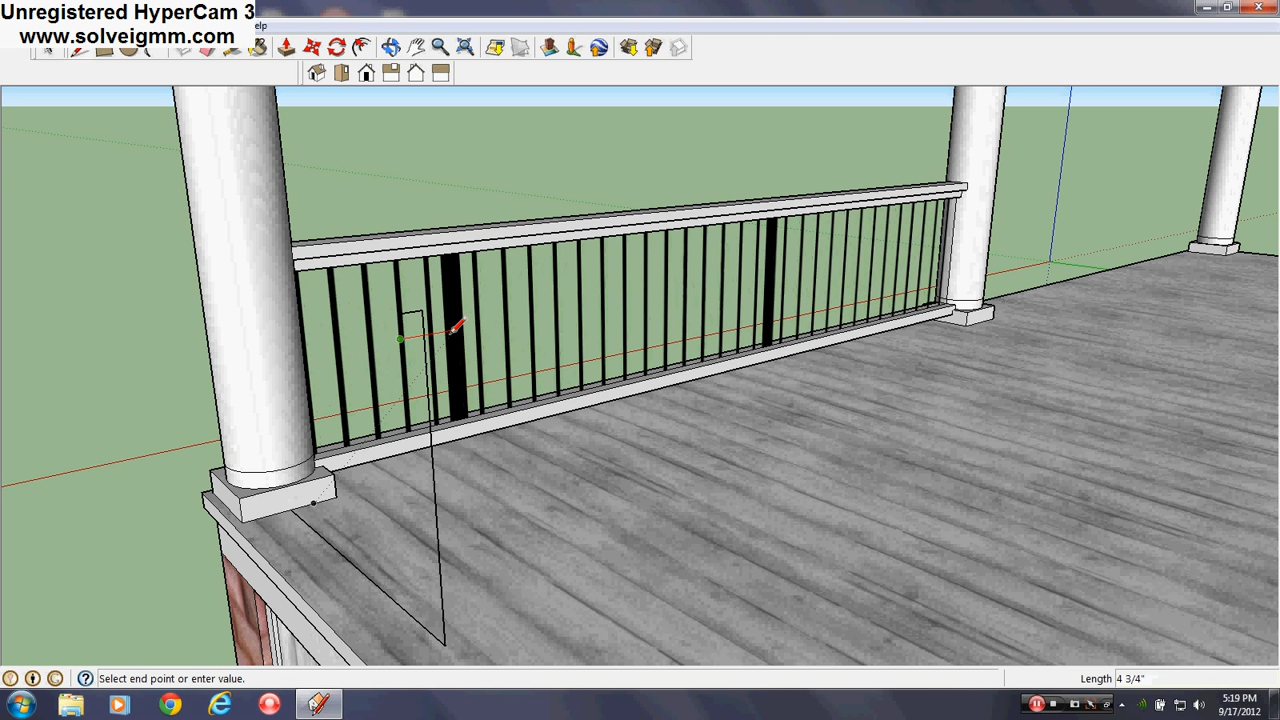 Unregistered HyperCam 3
www.solveigmm.com
elp
Select end point or enter value.
Length 4 3/4"
5:19 PM
9/17/2012